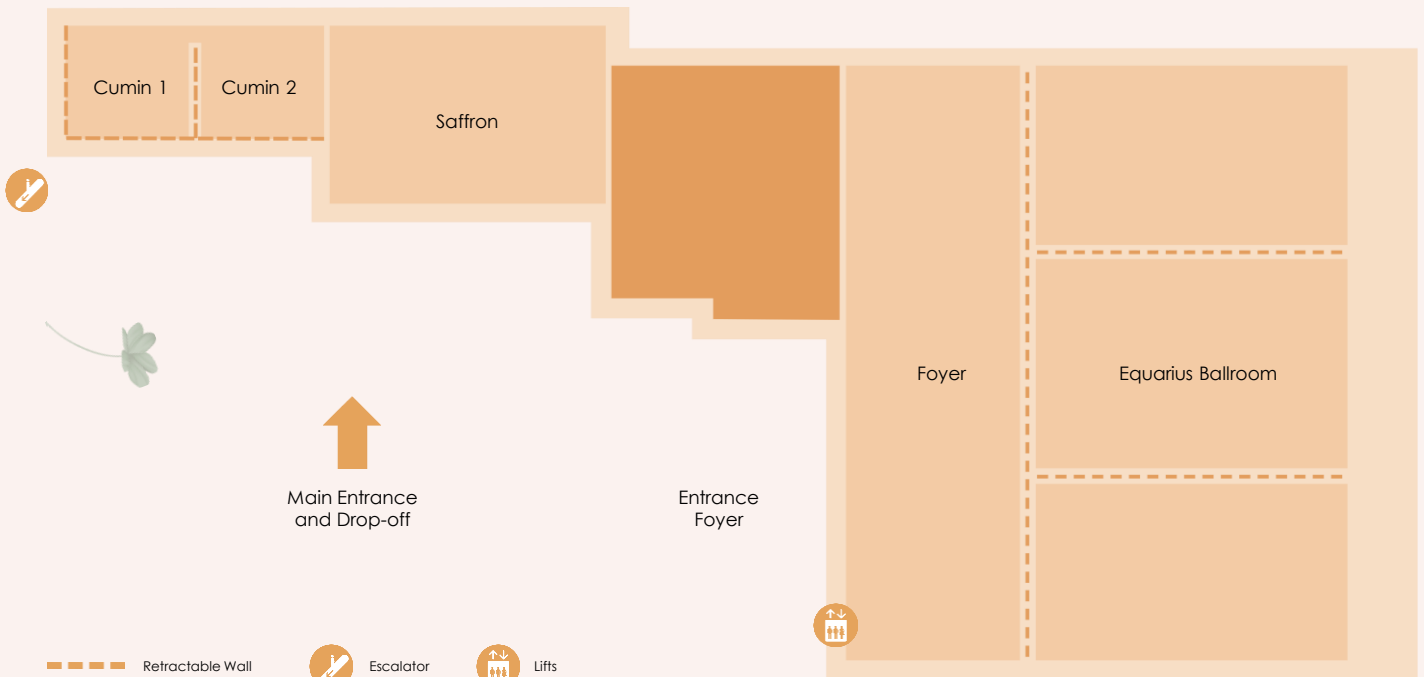 Cumin 1
Cumin 2
Saffron
Foyer
Equarius Ballroom
Main Entrance
and Drop-off
Entrance
Foyer
Retractable Wall
Escalator
Lifts